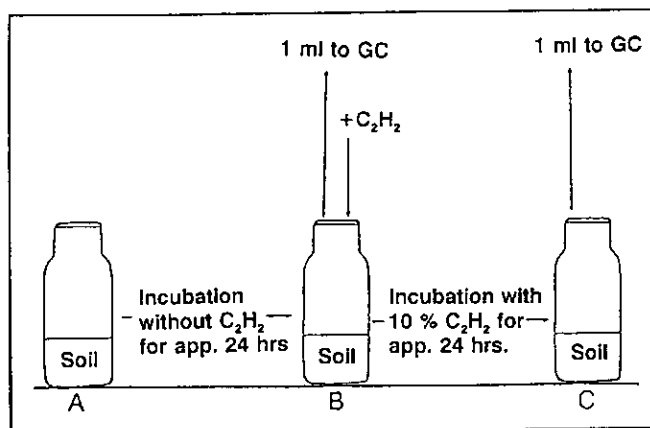 1 ml to GC
1 ml to GC
+C₂H₂
Incubation
without C₂H₂
for app. 24 hrs
Incubation with
10 % C₂H₂ for
app. 24 hrs.
Soil
Soil
Soil
A
B
C